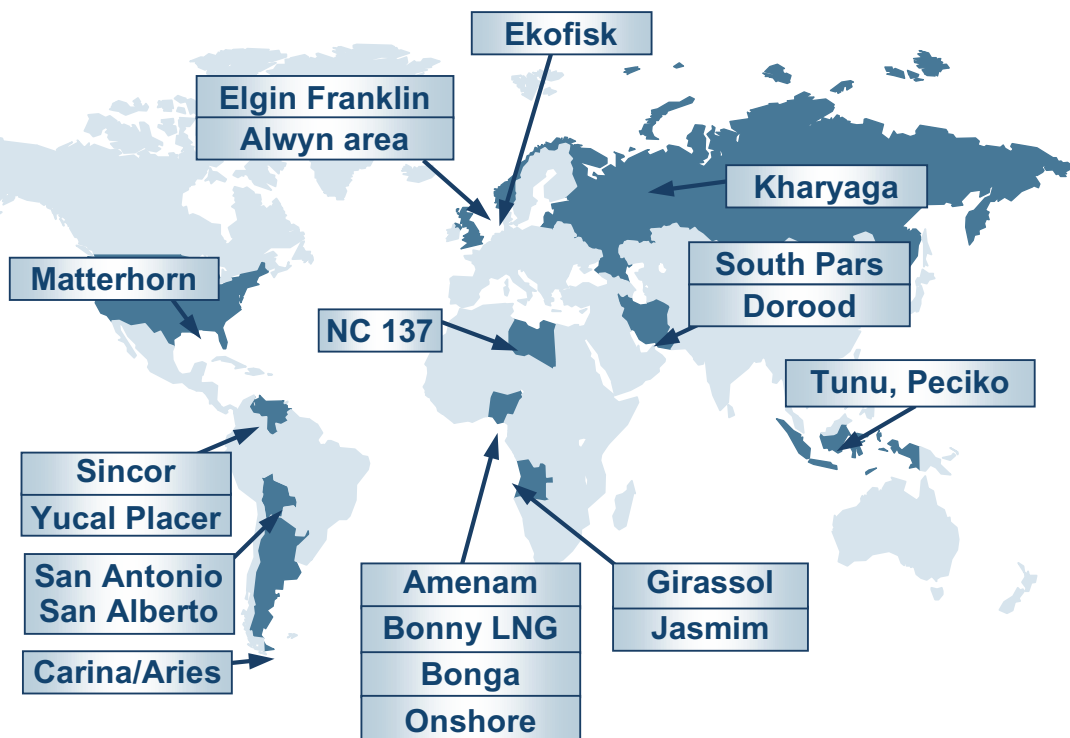 Ekofisk
Elgin Franklin
Alwyn area
Kharyaga
Matterhorn
South Pars
Dorood
NC 137
Tunu, Peciko
Sincor
Yucal Placer
San Antonio
San Alberto
Carina/Aries
Amenam
Bonny LNG
Bonga
Onshore
Girassol
Jasmim